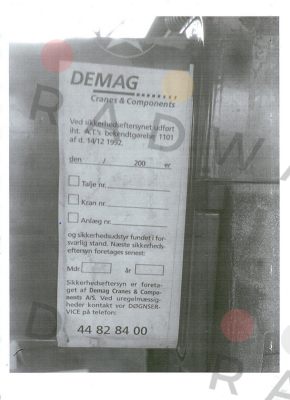 DEMAG
Cranes & Components
Ved sikkerhedseftersynet udført
iht. A.T.'s bekendtgørelse 1101
af d. 14/12 1992.
den / 200 er
Talje nr.
Kran nr.
Anlæg nr.
og sikkerhedsudstyr fundet i for-
svarlig stand. Næste sikkerheds-
eftersyn foretages senest:
Mdr. år
Sikkerhedseftersyn er foreta-
get af Demag Cranes & Compo-
nents A/S. Ved uregelmæssig-
heder kontakt vor DØGNSER-
VICE på telefon:
44 82 84 00
RADWA